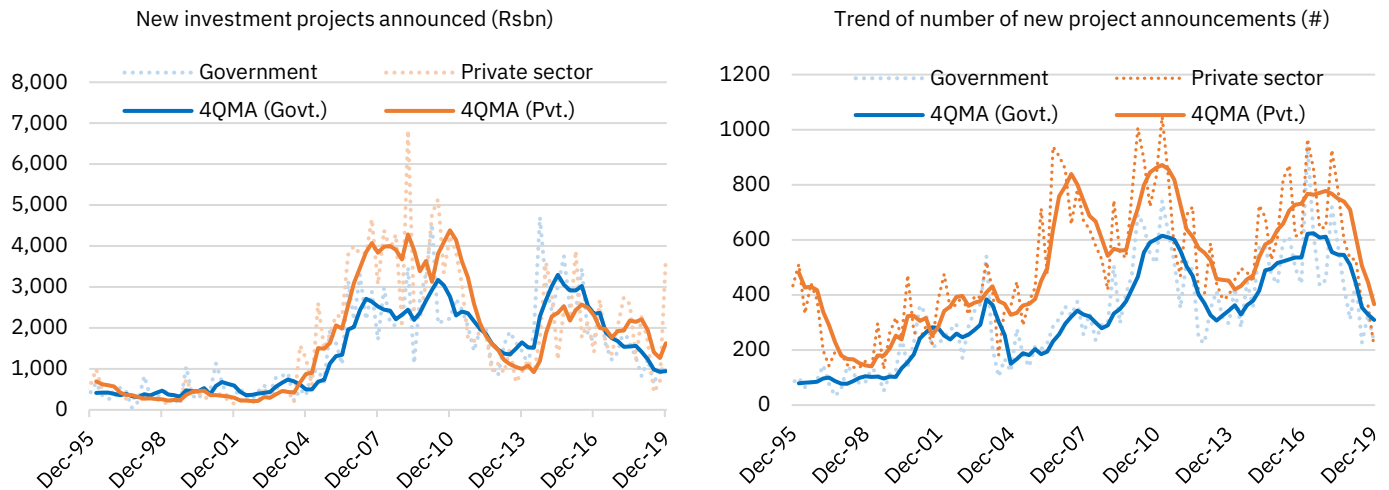 New investment projects announced (Rsbn)
Government
Private sector
4QMA (Govt.)
4QMA (Pvt.)
8,000
7,000
6,000
5,000
4,000
3,000
2,000
1,000
0
Dec-95
Dec-98
Dec-01
Dec-04
Dec-07
Dec-10
Dec-13
Dec-16
Dec-19
Trend of number of new project announcements (#)
Government
Private sector
4QMA (Govt.)
4QMA (Pvt.)
1200
1000
800
600
400
200
0
Dec-95
Dec-98
Dec-01
Dec-04
Dec-07
Dec-10
Dec-13
Dec-16
Dec-19